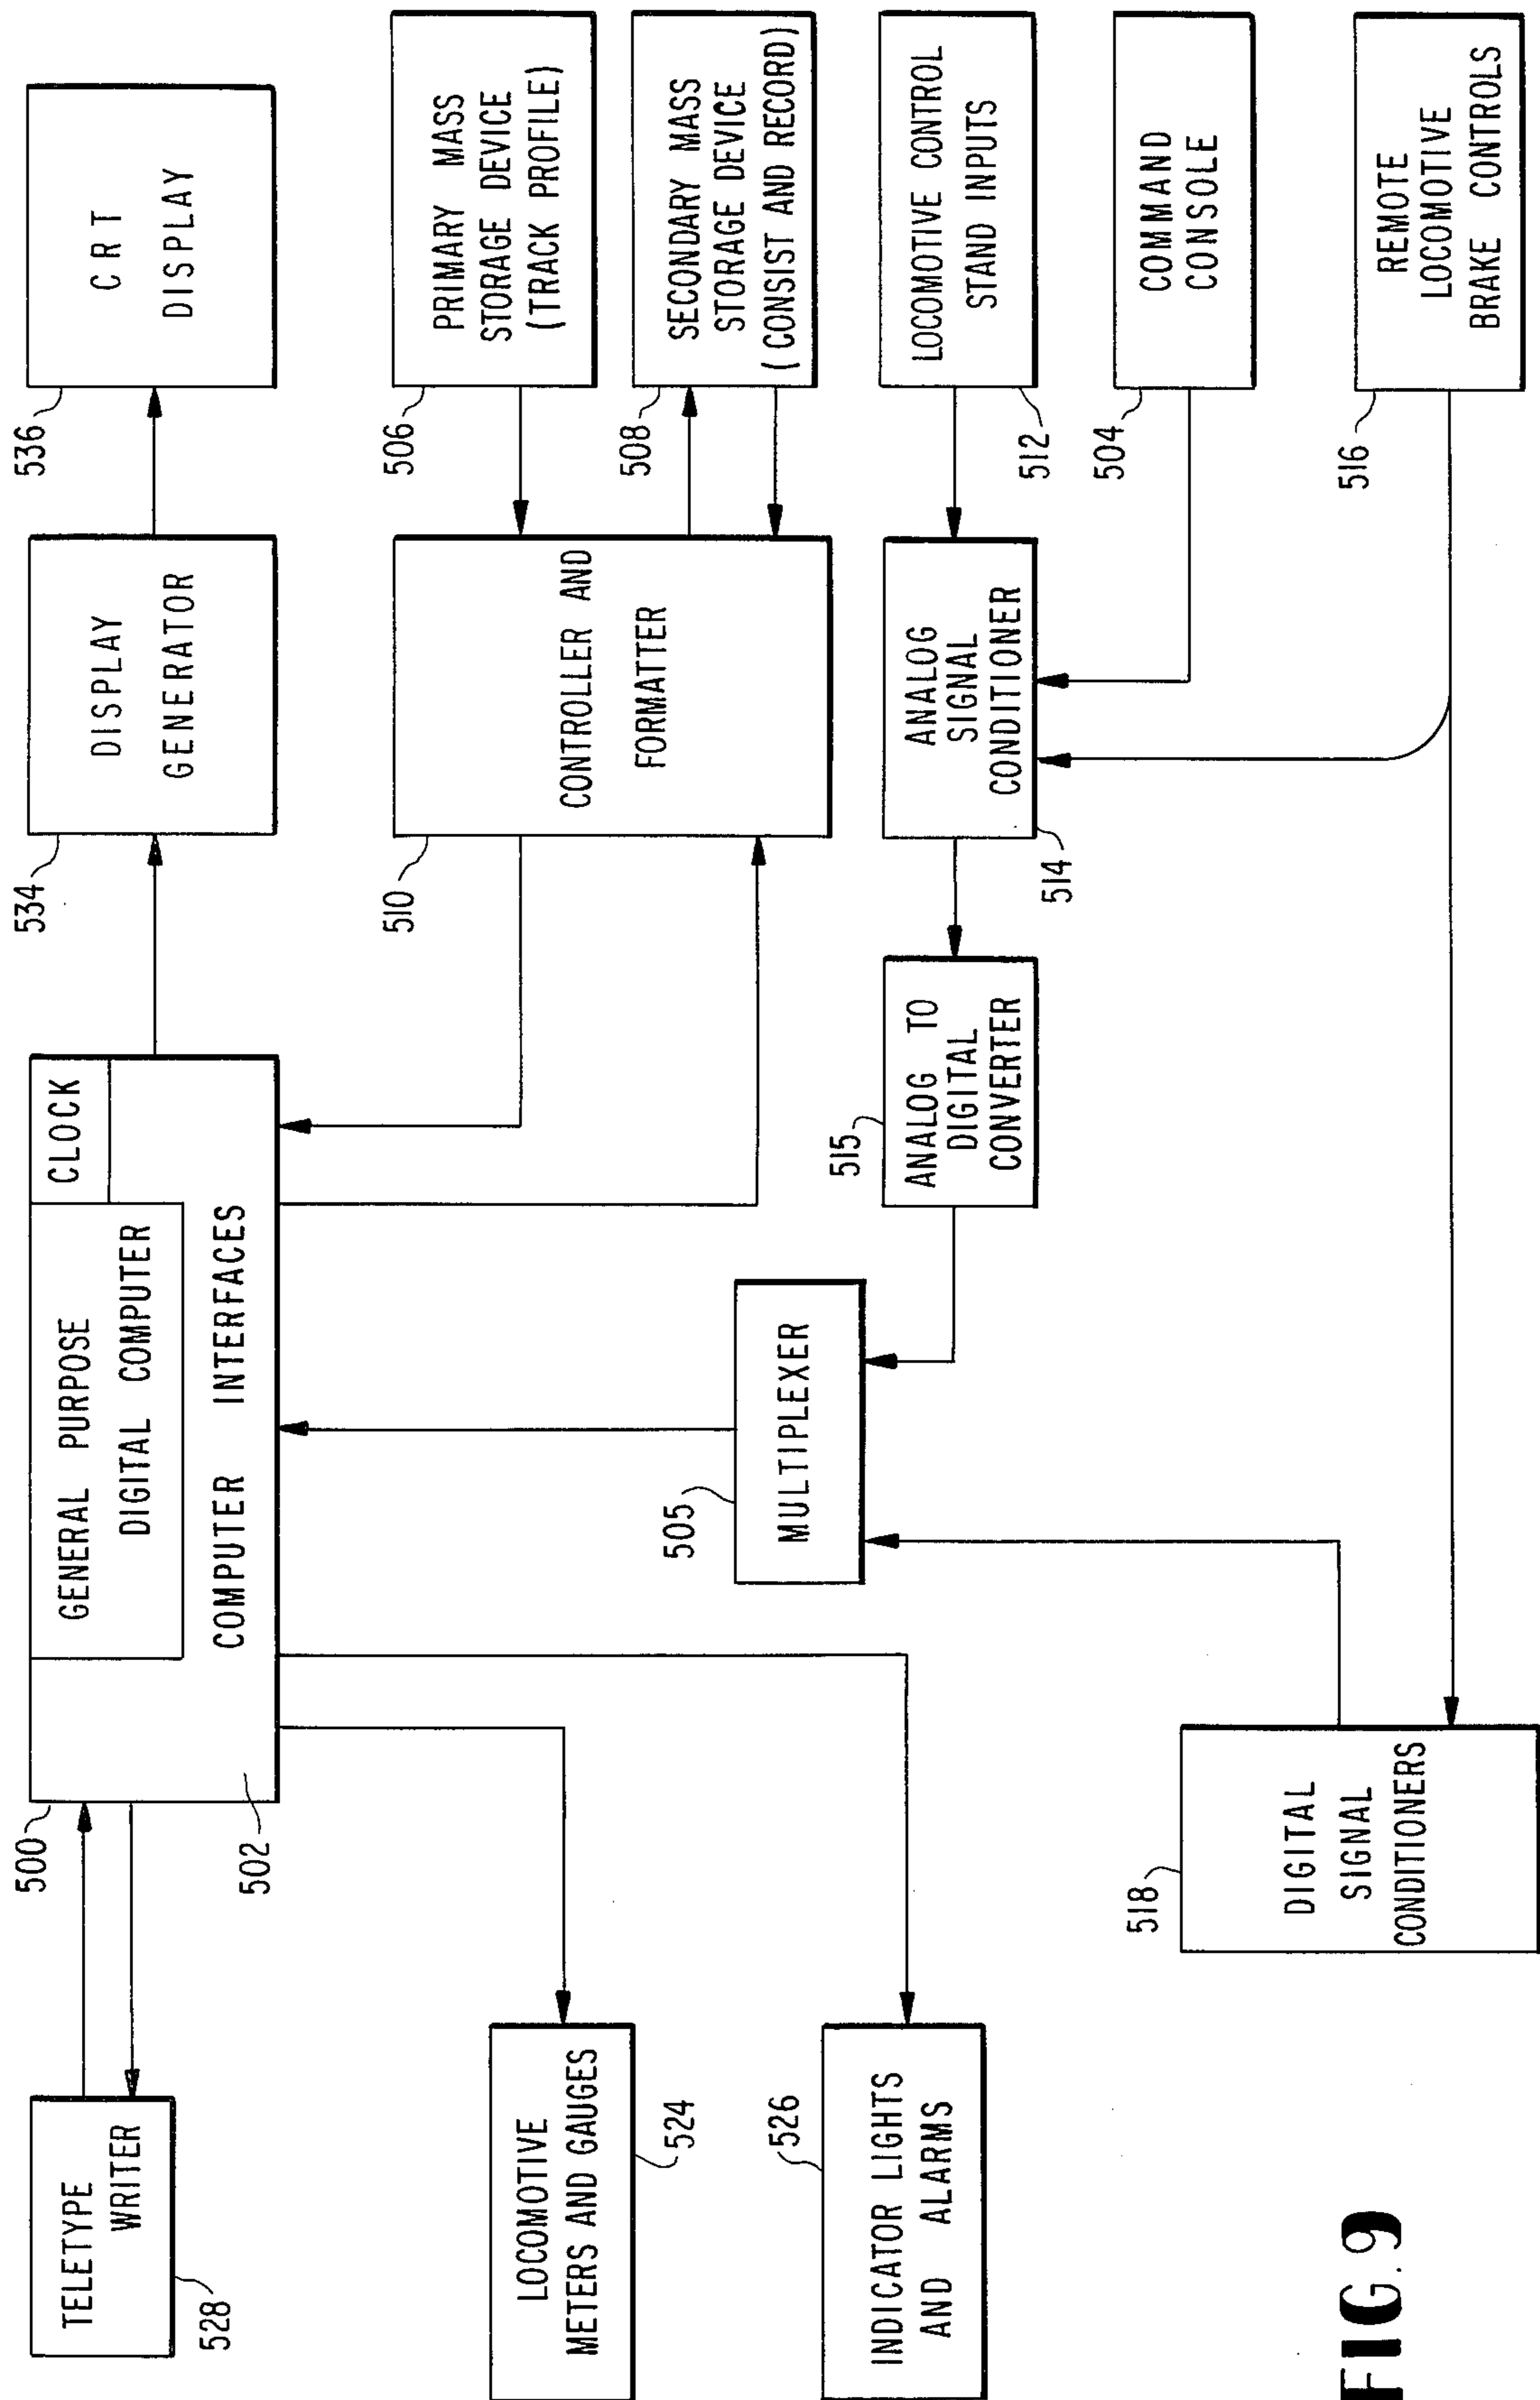 TELETYPE
WRITER
528
500
GENERAL PURPOSE
DIGITAL COMPUTER
CLOCK
COMPUTER INTERFACES
502
534
DISPLAY
GENERATOR
536
CRT
DISPLAY
LOCOMOTIVE
METERS AND GAUGES
524
510
CONTROLLER AND
FORMATTER
506
PRIMARY MASS
STORAGE DEVICE
(TRACK PROFILE)
508
SECONDARY MASS
STORAGE DEVICE
(CONSIST AND RECORD)
526
INDICATOR LIGHTS
AND ALARMS
505
MULTIPLEXER
515
ANALOG TO
DIGITAL
CONVERTER
ANALOG
SIGNAL
CONDITIONER
514
LOCOMOTIVE CONTROL
STAND INPUTS
512
504
COMMAND
CONSOLE
518
DIGITAL
SIGNAL
CONDITIONERS
516
REMOTE
LOCOMOTIVE
BRAKE CONTROLS
FIG. 9